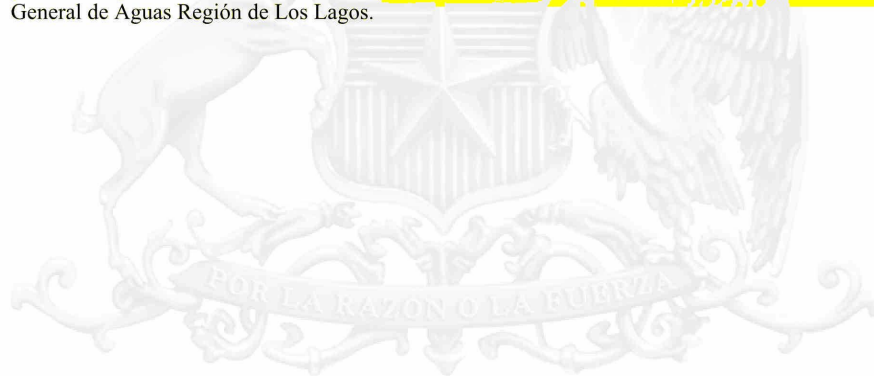 General de Aguas Región de Los Lagos.
POR LA RAZON O LA FUERZA